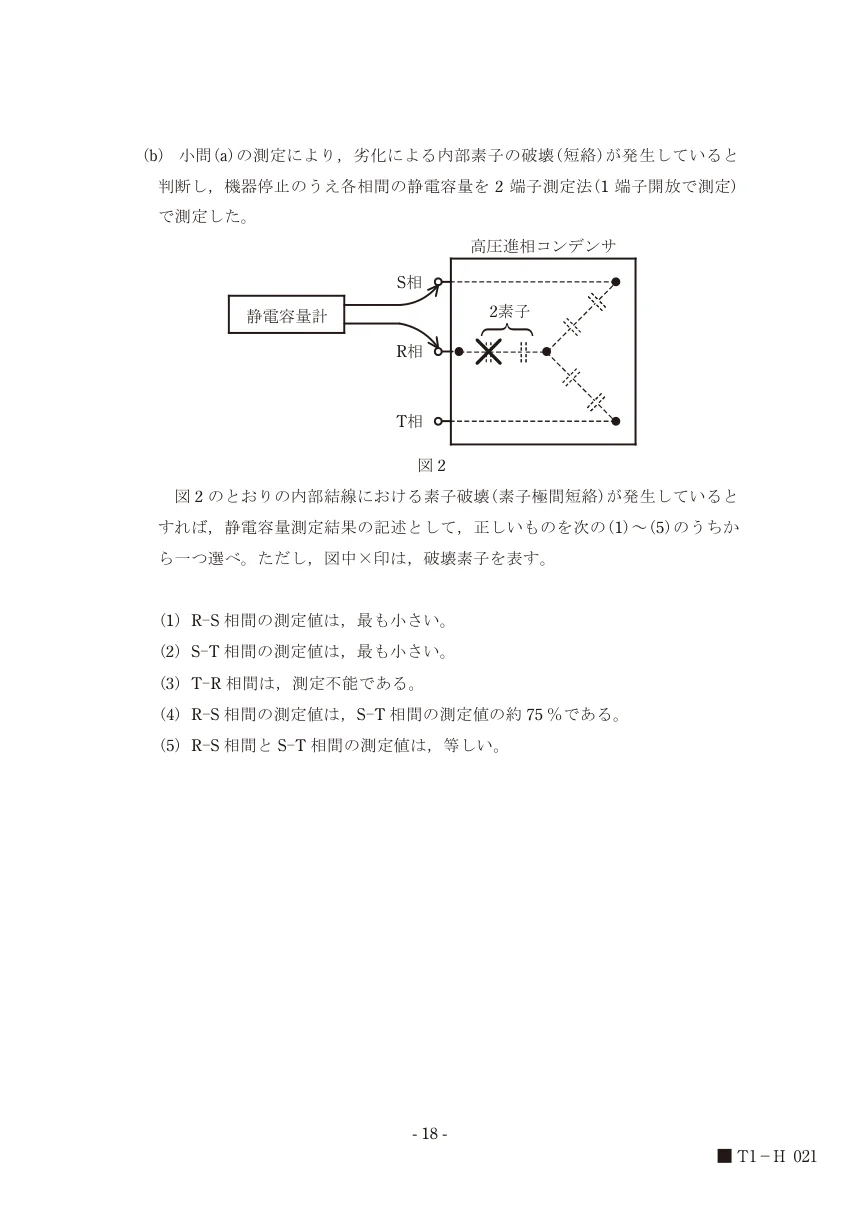 (b) 小問(a)の測定により，劣化による内部素子の破壊(短絡)が発生していると
判断し，機器停止のうえ各相間の静電容量を 2 端子測定法(1 端子開放で測定)
で測定した。
高圧進相コンデンサ
S相
静電容量計
2素子
R相
T相
図 2
図 2 のとおりの内部結線における素子破壊(素子極間短絡)が発生していると
すれば，静電容量測定結果の記述として，正しいものを次の(1)～(5)のうちか
ら一つ選べ。ただし，図中×印は，破壊素子を表す。
(1) R-S 相間の測定値は，最も小さい。
(2) S-T 相間の測定値は，最も小さい。
(3) T-R 相間は，測定不能である。
(4) R-S 相間の測定値は，S-T 相間の測定値の約 75 %である。
(5) R-S 相間と S-T 相間の測定値は，等しい。
- 18 -
■ T1－H 021